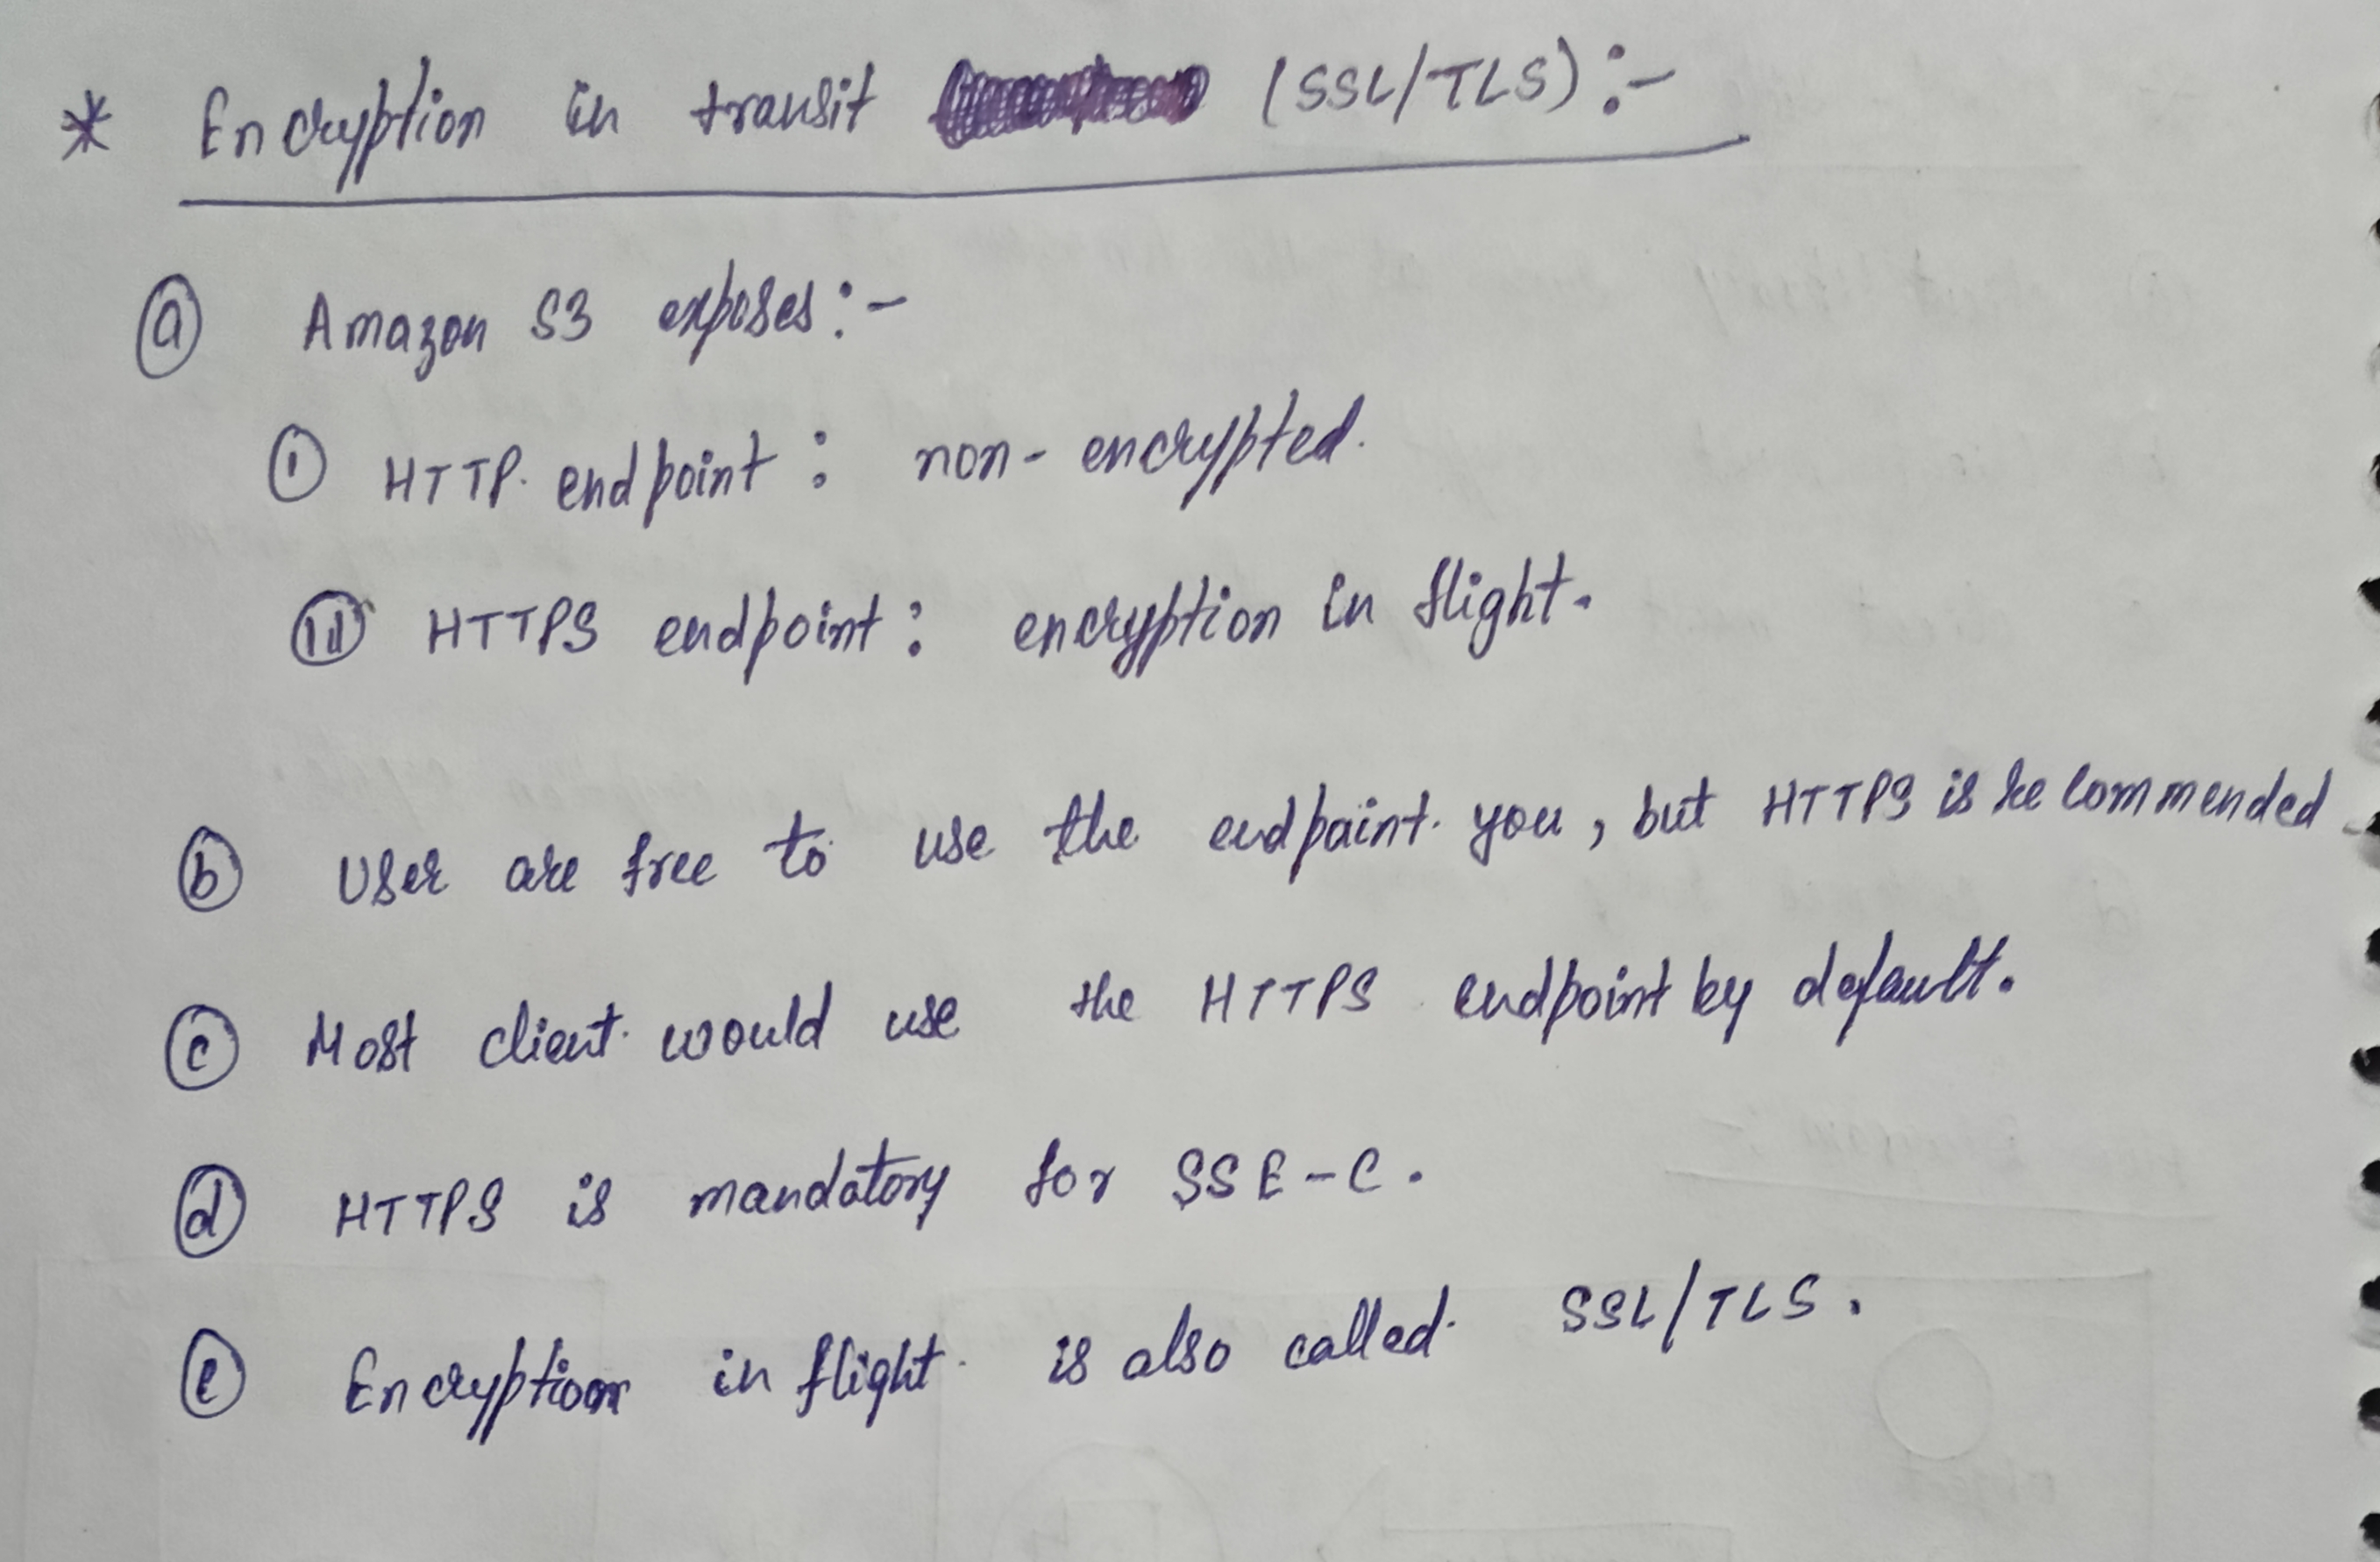 * Encryption in transit (SSL/TLS):-
(a) Amazon S3 exposes:-
(i) HTTP. endpoint : non-encrypted.
(ii) HTTPS endpoint : encryption in flight.
(b) User are free to use the endpaint. you, but HTTPS is recommended
(c) Most client. would use the HTTPS endpoint by default.
(d) HTTPS is mandatory for SSE-C.
(e) Encryption in flight. is also called. SSL/TLS.